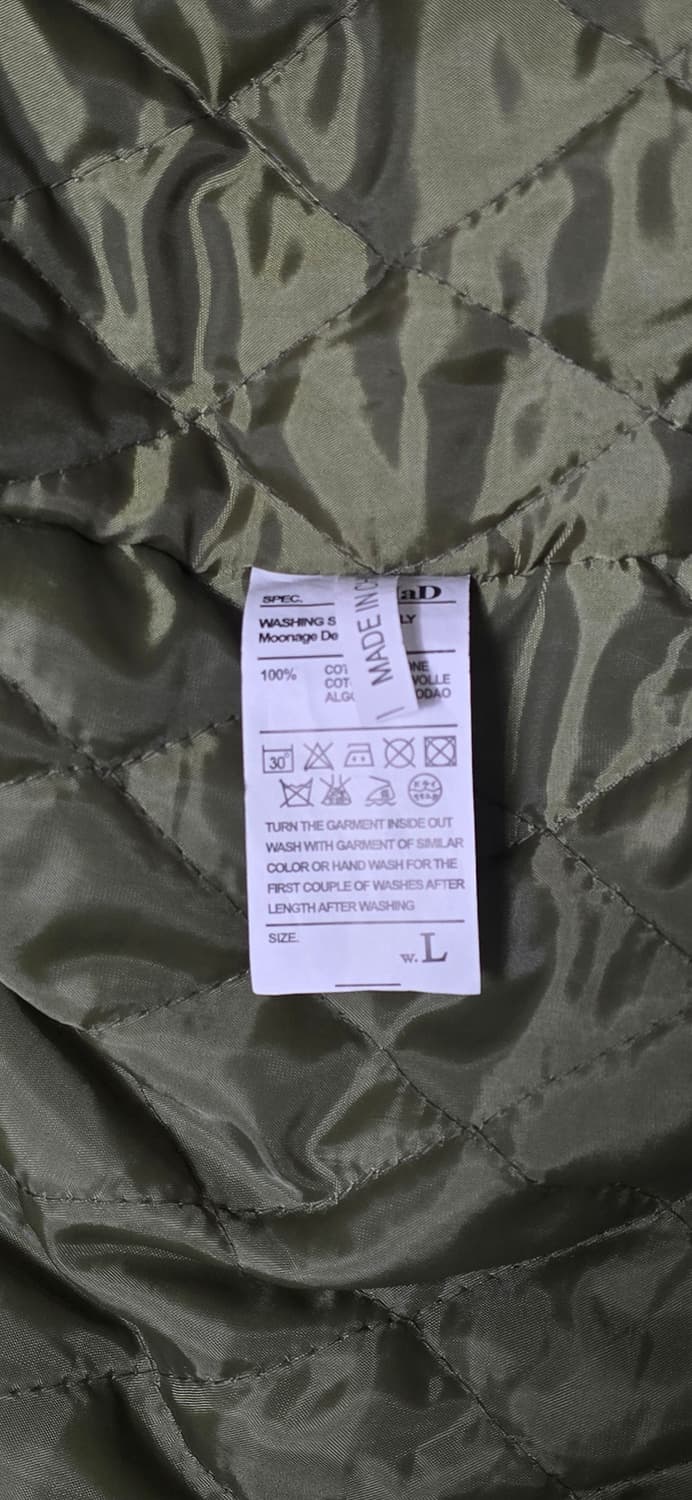 SPEC.
aD
WASHING S LY
Moonage De
MADE IN CH
100% COT ONE
COT WOLLE
ALGO ODAO
30°
TURN THE GARMENT INSIDE OUT
WASH WITH GARMENT OF SIMILAR
COLOR OR HAND WASH FOR THE
FIRST COUPLE OF WASHES AFTER
LENGTH AFTER WASHING
SIZE.
W. L